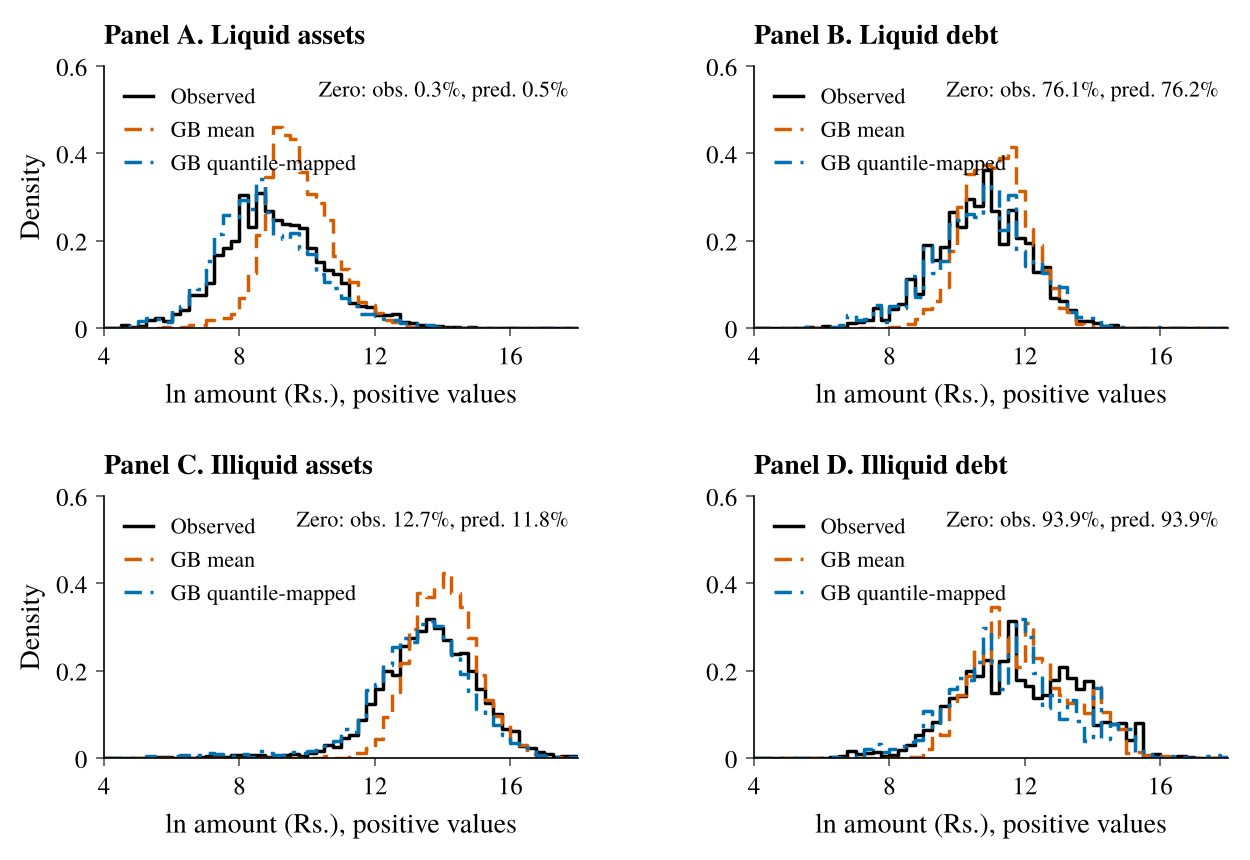 Panel A. Liquid assets
0.6
0.4
0.2
0
Density
Observed
GB mean
GB quantile-mapped
Zero: obs. 0.3%, pred. 0.5%
4 8 12 16
ln amount (Rs.), positive values
Panel B. Liquid debt
0.6
0.4
0.2
0
Observed
GB mean
GB quantile-mapped
Zero: obs. 76.1%, pred. 76.2%
4 8 12 16
ln amount (Rs.), positive values
Panel C. Illiquid assets
0.6
0.4
0.2
0
Density
Observed
GB mean
GB quantile-mapped
Zero: obs. 12.7%, pred. 11.8%
4 8 12 16
ln amount (Rs.), positive values
Panel D. Illiquid debt
0.6
0.4
0.2
0
Observed
GB mean
GB quantile-mapped
Zero: obs. 93.9%, pred. 93.9%
4 8 12 16
ln amount (Rs.), positive values